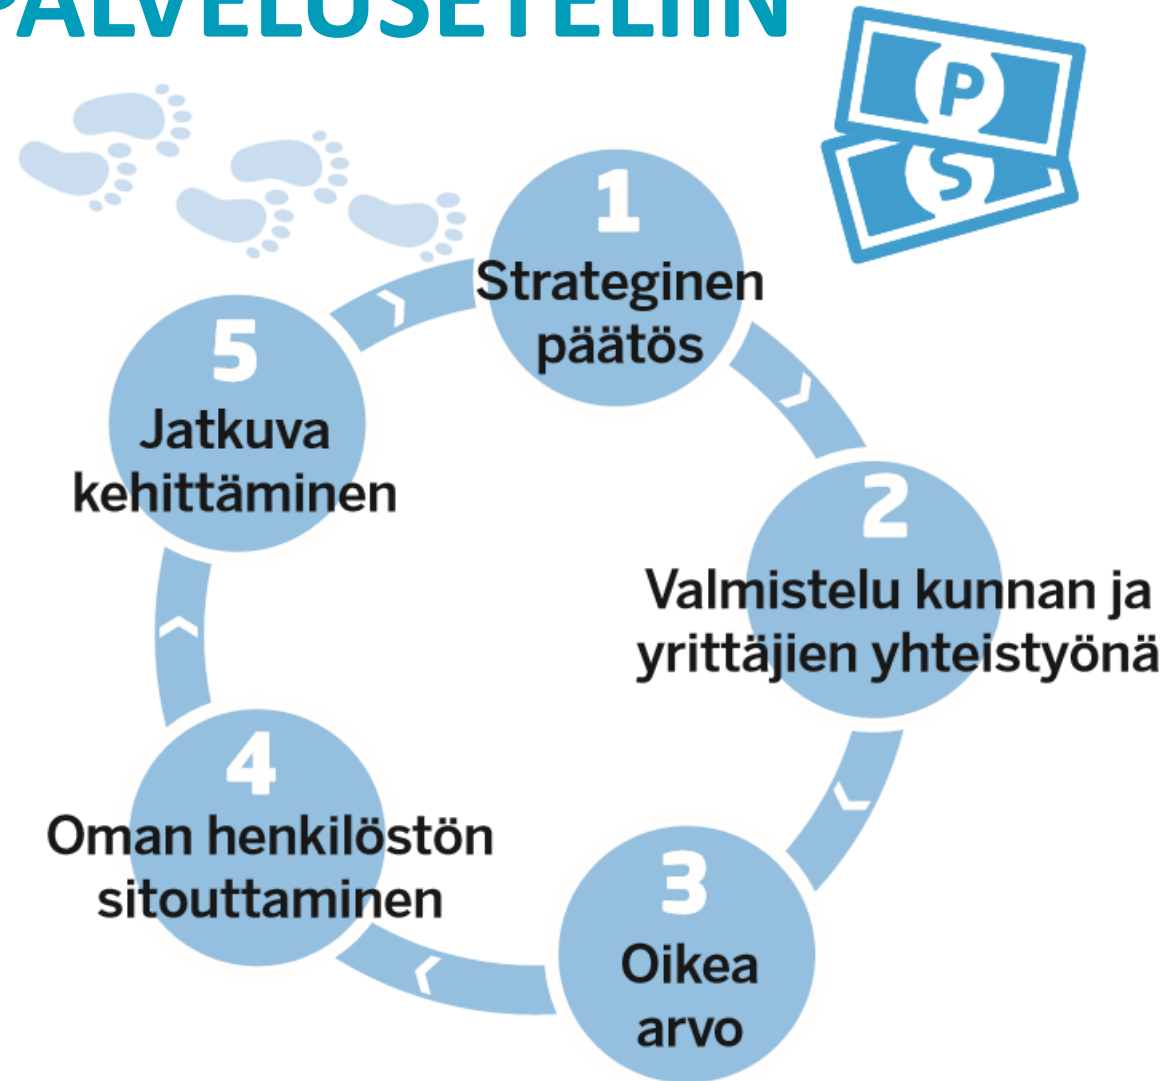 PALVELUSETELIIN
P
S
1
Strateginen
päätös
2
Valmistelu kunnan ja
yrittäjien yhteistyönä
3
Oikea
arvo
4
Oman henkilöstön
sitouttaminen
5
Jatkuva
kehittäminen